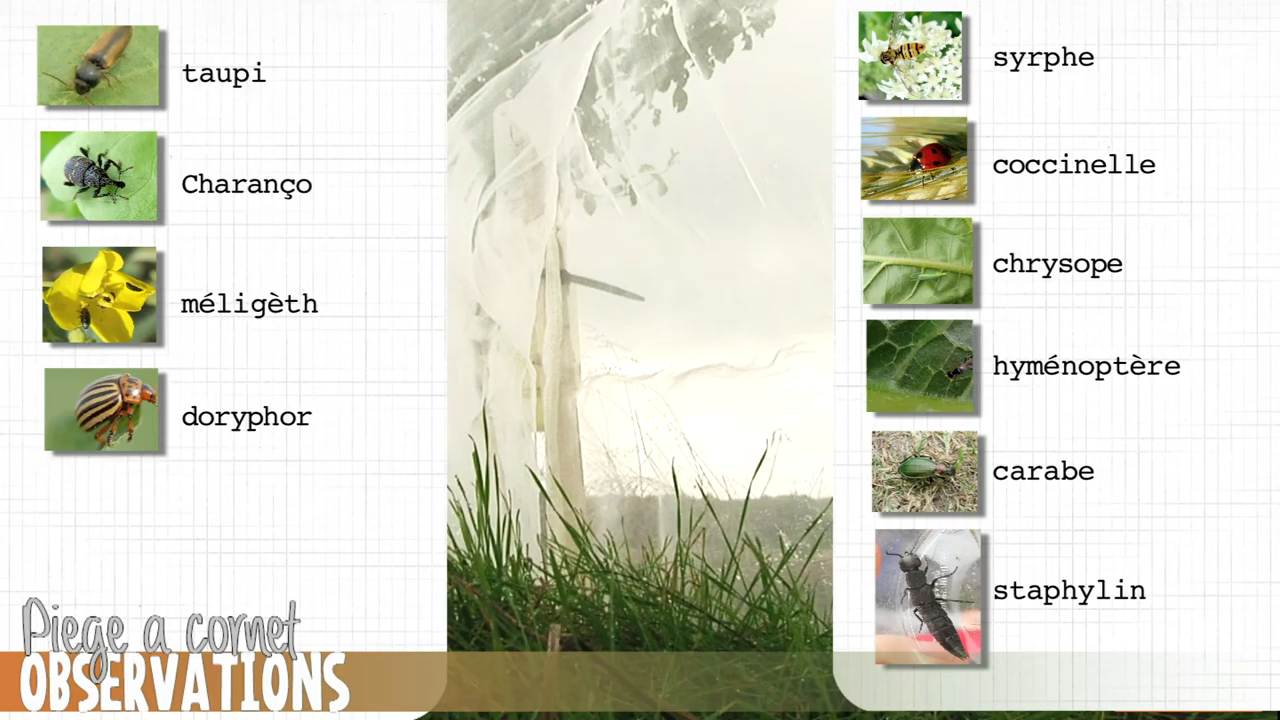 taupi
Charanço
méligèth
doryphor
syrphe
coccinelle
chrysope
hyménoptère
carabe
staphylin
Piege a cornet
OBSERVATIONS